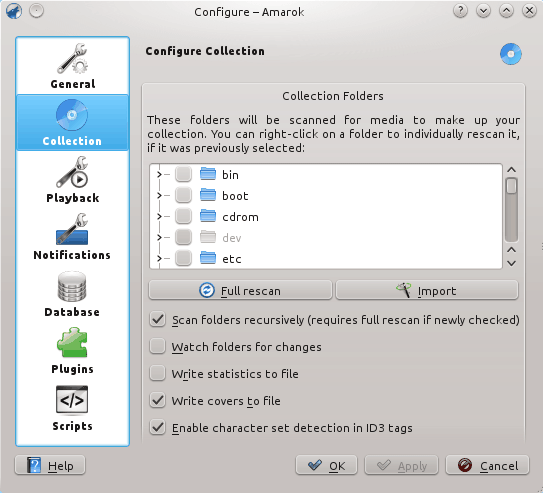 Configure – Amarok
General
Collection
Playback
Notifications
Database
Plugins
Scripts
Configure Collection
Collection Folders
These folders will be scanned for media to make up your
collection. You can right-click on a folder to individually rescan it,
if it was previously selected:
bin
boot
cdrom
dev
etc
Full rescan
Import
Scan folders recursively (requires full rescan if newly checked)
Watch folders for changes
Write statistics to file
Write covers to file
Enable character set detection in ID3 tags
Help
OK
Apply
Cancel